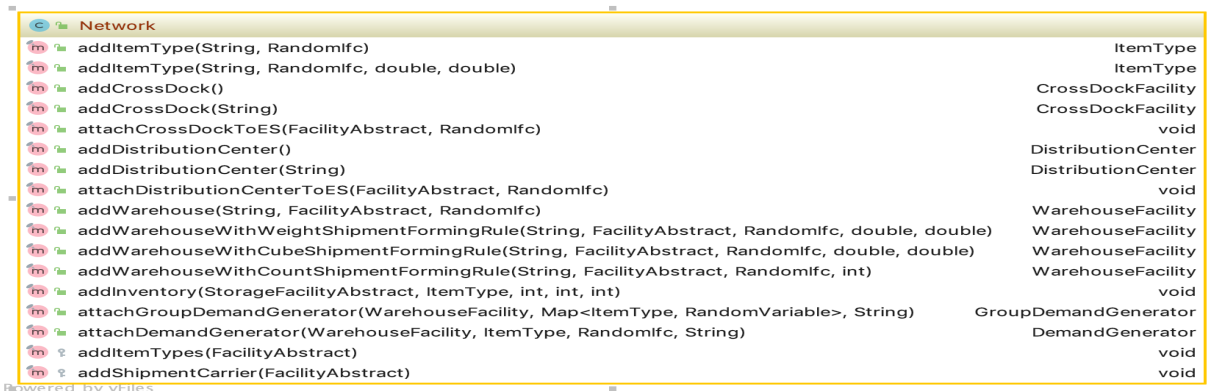 Network
addItemType(String, RandomIfc) ItemType
addItemType(String, RandomIfc, double, double) ItemType
addCrossDock() CrossDockFacility
addCrossDock(String) CrossDockFacility
attachCrossDockToES(FacilityAbstract, RandomIfc) void
addDistributionCenter() DistributionCenter
addDistributionCenter(String) DistributionCenter
attachDistributionCenterToES(FacilityAbstract, RandomIfc) void
addWarehouse(String, FacilityAbstract, RandomIfc) WarehouseFacility
addWarehouseWithWeightShipmentFormingRule(String, FacilityAbstract, RandomIfc, double, double) WarehouseFacility
addWarehouseWithCubeShipmentFormingRule(String, FacilityAbstract, RandomIfc, double, double) WarehouseFacility
addWarehouseWithCountShipmentFormingRule(String, FacilityAbstract, RandomIfc, int) WarehouseFacility
addInventory(StorageFacilityAbstract, ItemType, int, int, int) void
attachGroupDemandGenerator(WarehouseFacility, Map<ItemType, RandomVariable>, String) GroupDemandGenerator
attachDemandGenerator(WarehouseFacility, ItemType, RandomIfc, String) DemandGenerator
addItemTypes(FacilityAbstract) void
addShipmentCarrier(FacilityAbstract) void
Powered by yFiles